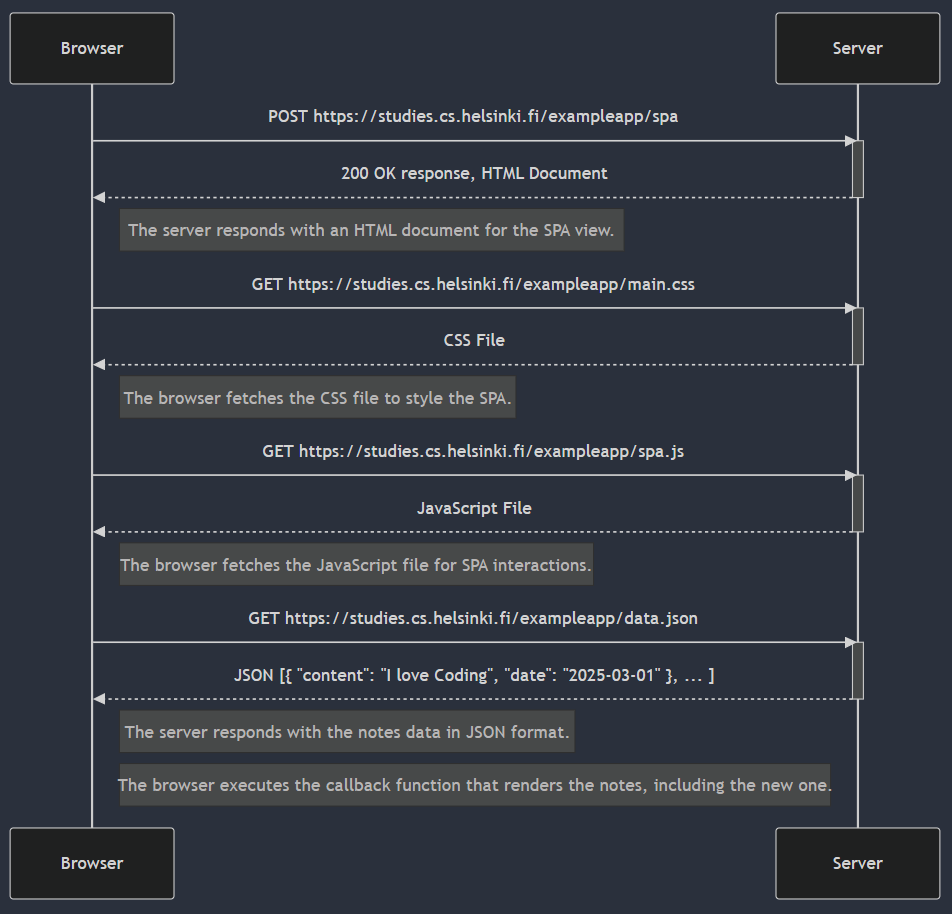 Browser
Server
POST https://studies.cs.helsinki.fi/exampleapp/spa
200 OK response, HTML Document
The server responds with an HTML document for the SPA view.
GET https://studies.cs.helsinki.fi/exampleapp/main.css
CSS File
The browser fetches the CSS file to style the SPA.
GET https://studies.cs.helsinki.fi/exampleapp/spa.js
JavaScript File
The browser fetches the JavaScript file for SPA interactions.
GET https://studies.cs.helsinki.fi/exampleapp/data.json
JSON [{ "content": "I love Coding", "date": "2025-03-01" }, ... ]
The server responds with the notes data in JSON format.
The browser executes the callback function that renders the notes, including the new one.
Browser
Server